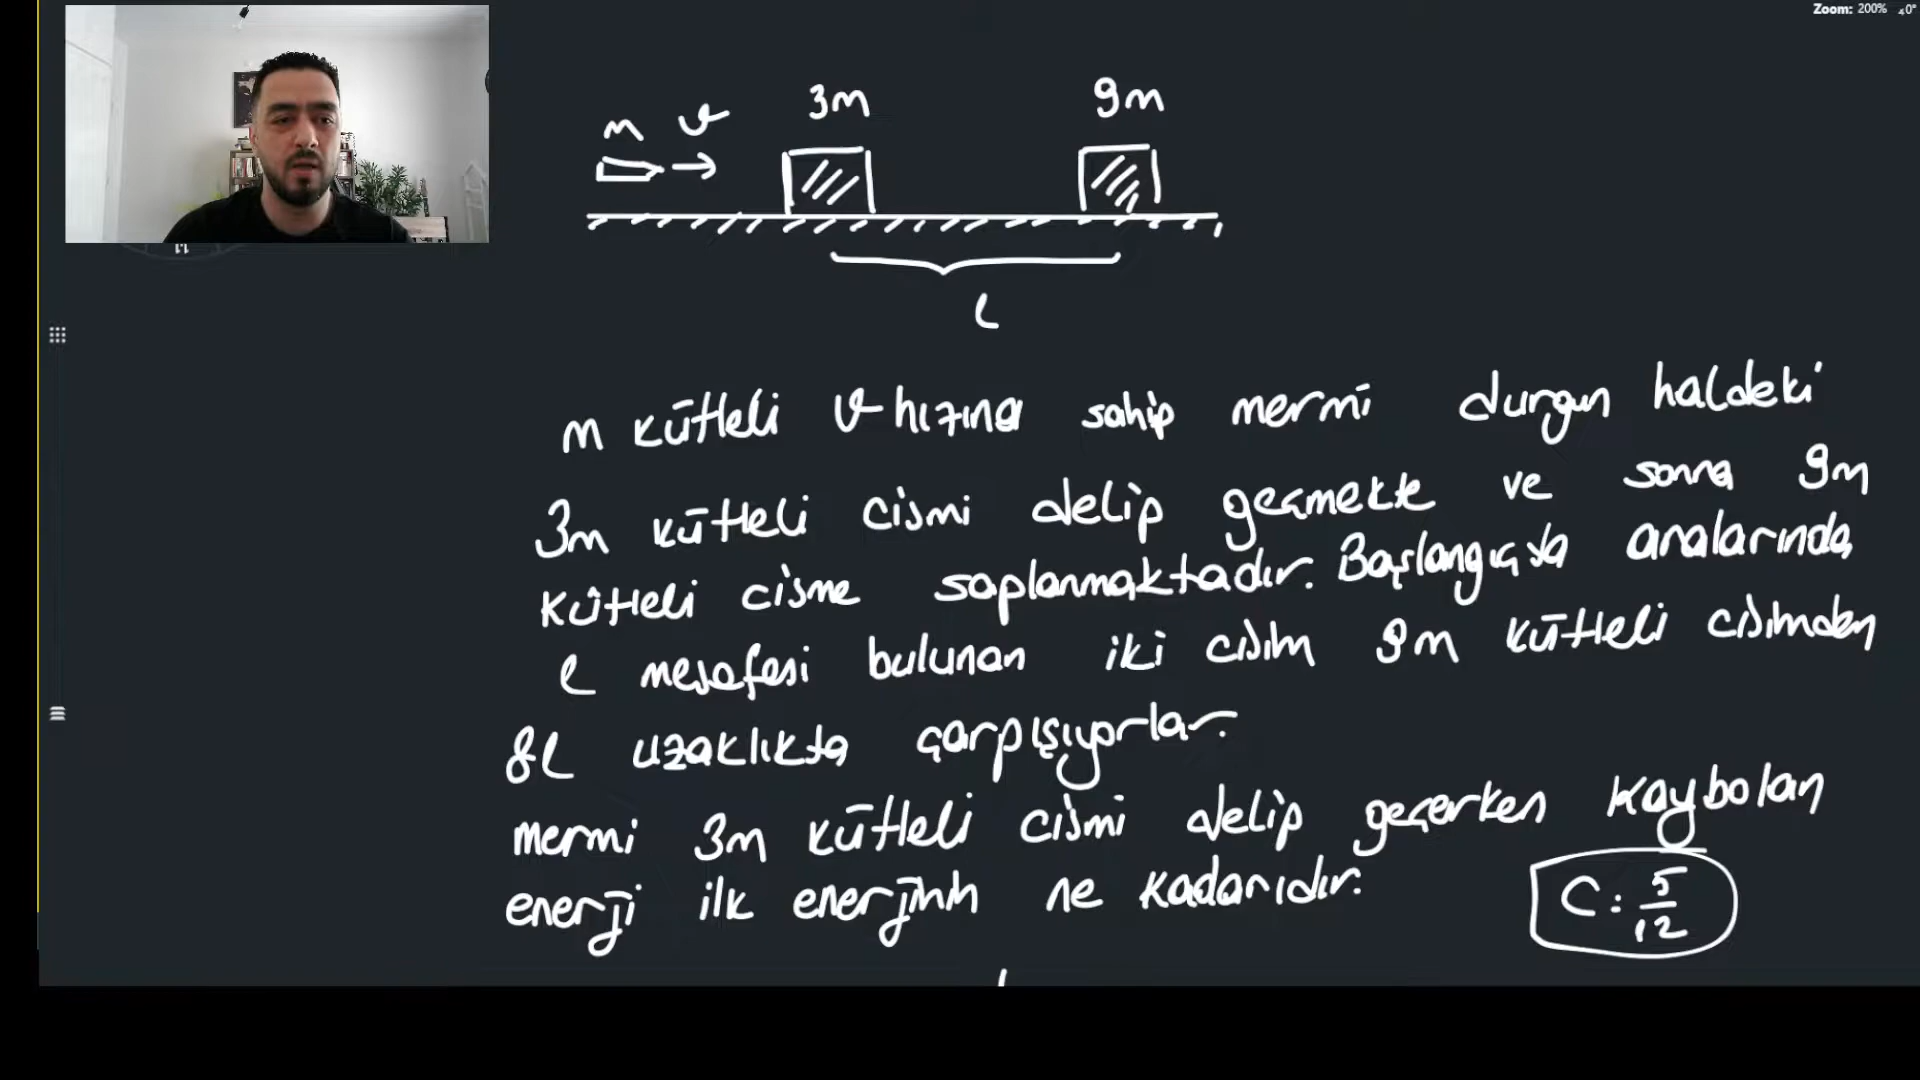 Zoom: 200%
3m
9m
m
v
L
m kütleli v hızına sahip mermi durgun haldeki
3m kütleli cismi delip geçmekte ve sonra 9m
kütleli cisme saplanmaktadır. Başlangıçta aralarında
L mesafesi bulunan iki cisim 9m kütleli cisimden
8L uzaklıkta çarpışıyorlar.
mermi 3m kütleli cismi delip geçerken kaybolan
enerji ilk enerjinin ne kadarıdır.
C: 5/12